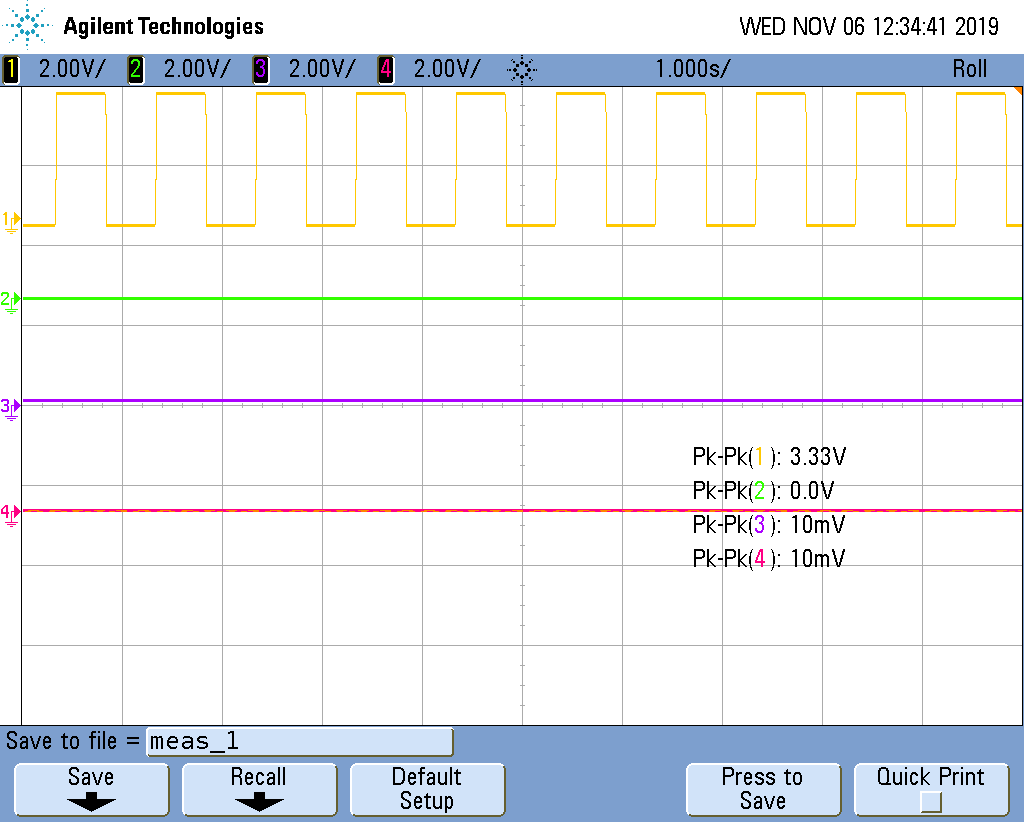 Agilent Technologies WED NOV 06 12:34:41 2019
1 2.00V/ 2 2.00V/ 3 2.00V/ 4 2.00V/ 1.000s/ Roll
1
2
3
Pk-Pk(1): 3.33V
Pk-Pk(2): 0.0V
4
Pk-Pk(3): 10mV
Pk-Pk(4): 10mV
Save to file = meas_1
Save Recall Default Setup Press to Save Quick Print